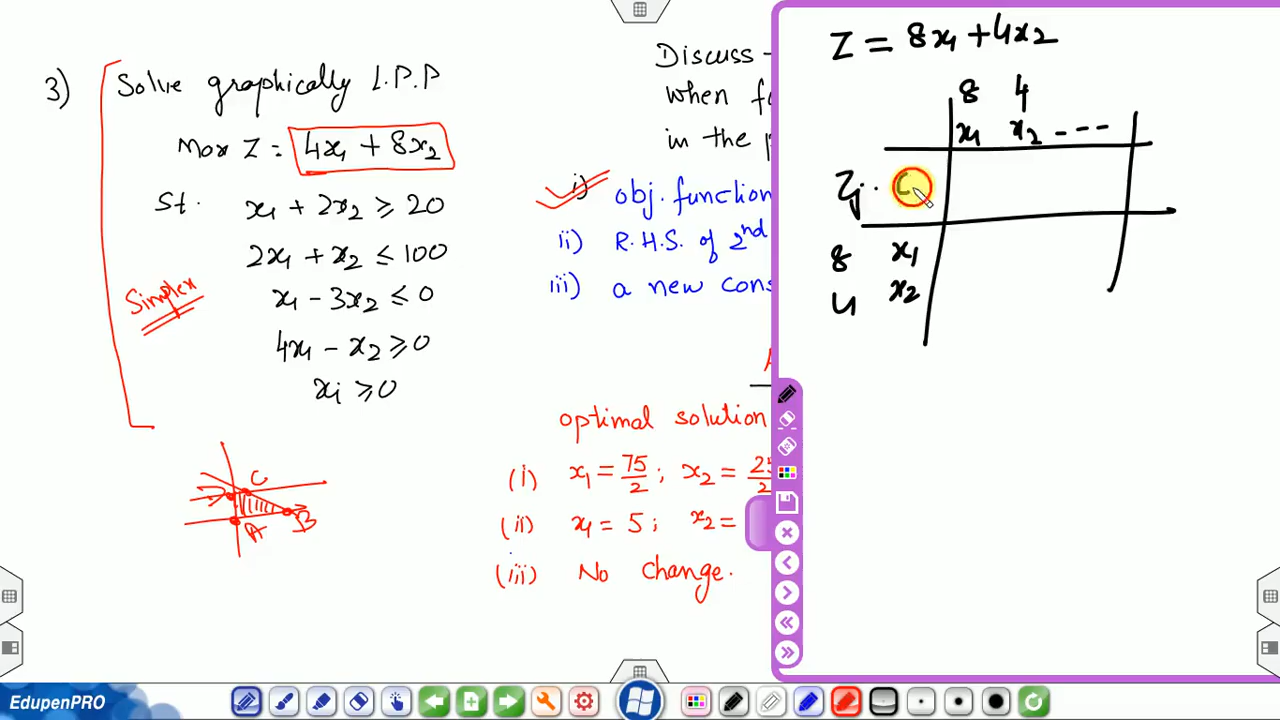 3) Solve graphically L.P.P
Max Z = 4x₁ + 8x₂
St. x₁ + 2x₂ ≥ 20
2x₁ + x₂ ≤ 100
x₁ - 3x₂ ≤ 0
4x₁ - x₂ ≥ 0
xi ≥ 0
Simplex
D C
A B
Discuss
when
in the
i) obj. function
ii) R.H.S. of 2nd
iii) a new
optimal solution
(i) x₁ = 75/2 ; x₂ =
(ii) x₁ = 5 ; x₂ =
(iii) No change.
Z = 8x₁ + 4x₂
8 4
x₁ x₂ ---
Zj
8 x₁
4 x₂
EdupenPRO